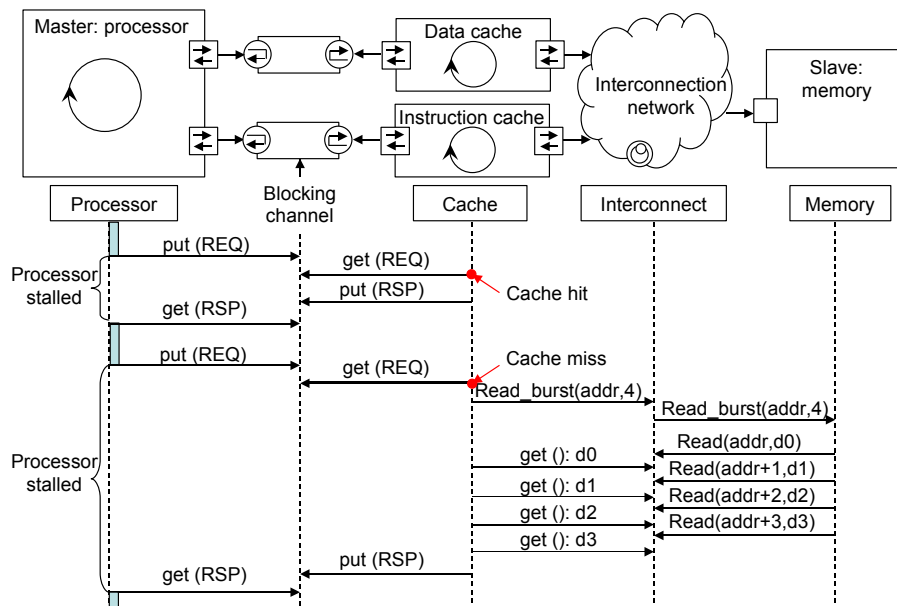 Master: processor
Data cache
Instruction cache
Interconnection
network
Slave:
memory
Blocking
channel
Processor
Cache
Interconnect
Memory
put (REQ)
get (REQ)
Processor
stalled
put (RSP)
Cache hit
get (RSP)
put (REQ)
get (REQ)
Cache miss
Read_burst(addr,4)
Read_burst(addr,4)
Read(addr,d0)
get (): d0
Read(addr+1,d1)
Processor
stalled
get (): d1
Read(addr+2,d2)
get (): d2
Read(addr+3,d3)
get (): d3
put (RSP)
get (RSP)